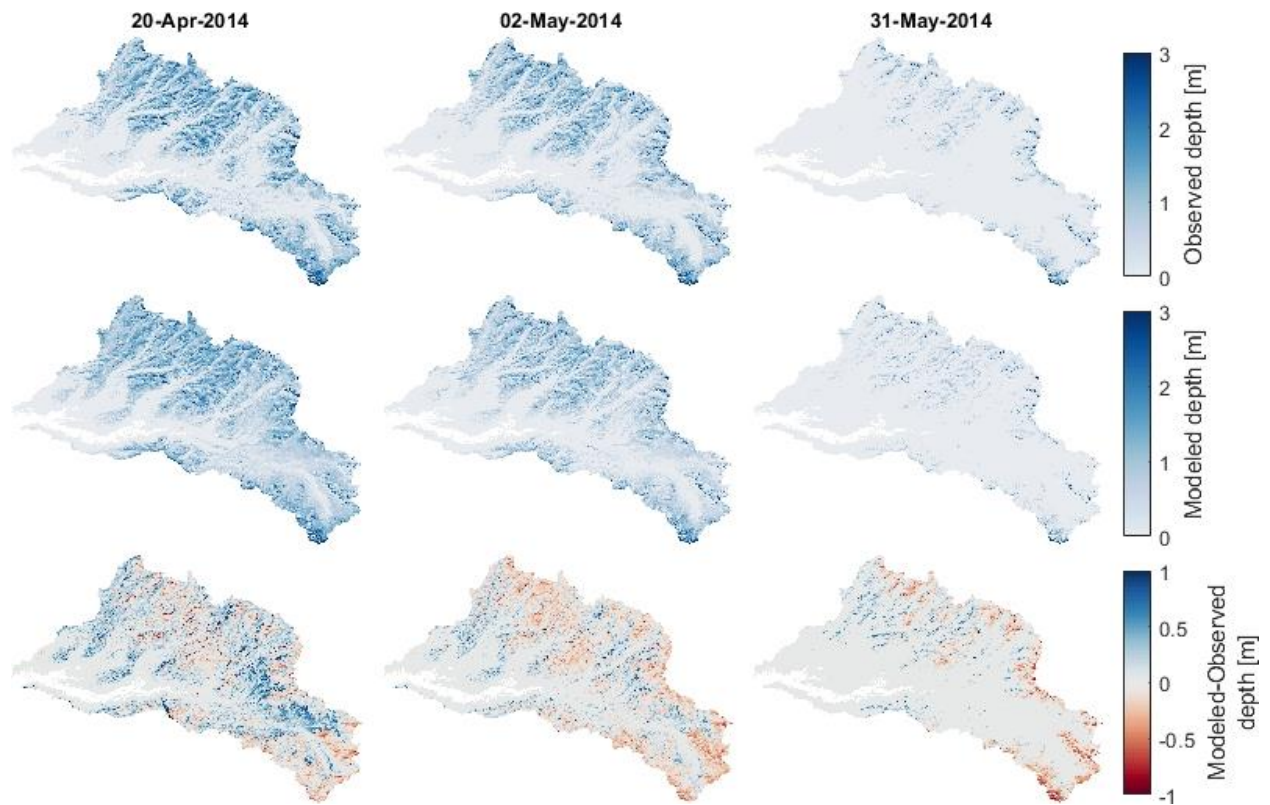 20-Apr-2014
02-May-2014
31-May-2014
3
2
1
0
Observed depth [m]
3
2
1
0
Modeled depth [m]
1
0.5
0
-0.5
-1
Modeled-Observed
depth [m]